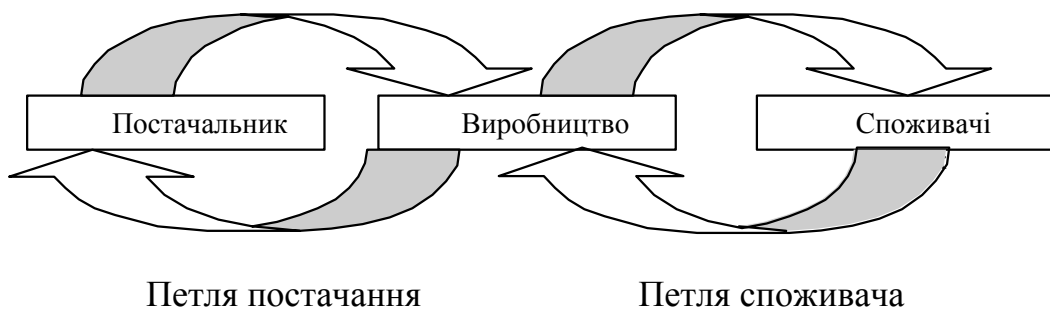 Постачальник
Виробництво
Споживачі
Петля постачання
Петля споживача